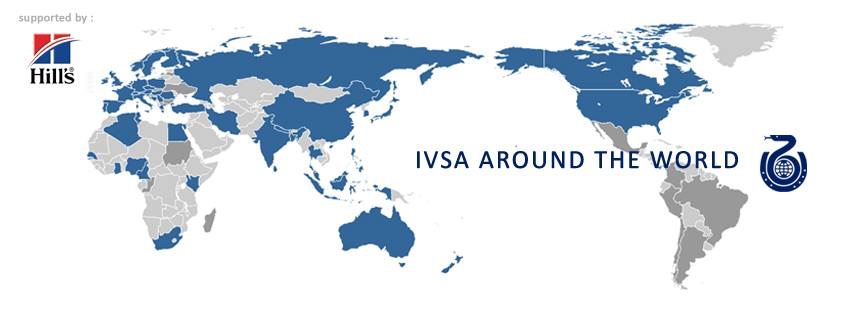 supported by :
Hill's®
IVSA AROUND THE WORLD